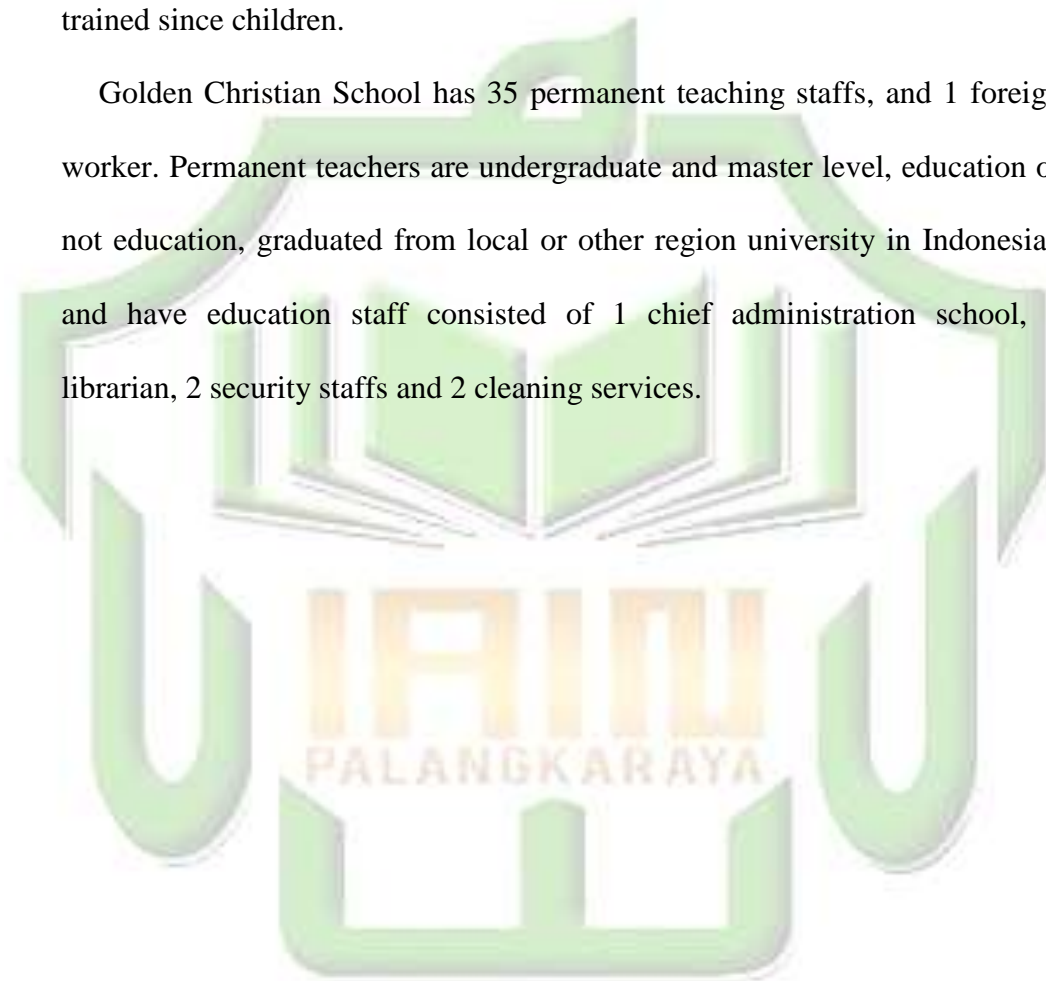 trained since children.
Golden Christian School has 35 permanent teaching staffs, and 1 foreig
worker. Permanent teachers are undergraduate and master level, education o
not education, graduated from local or other region university in Indonesia
and have education staff consisted of 1 chief administration school,
librarian, 2 security staffs and 2 cleaning services.
IAIN
PALANGKARAYA